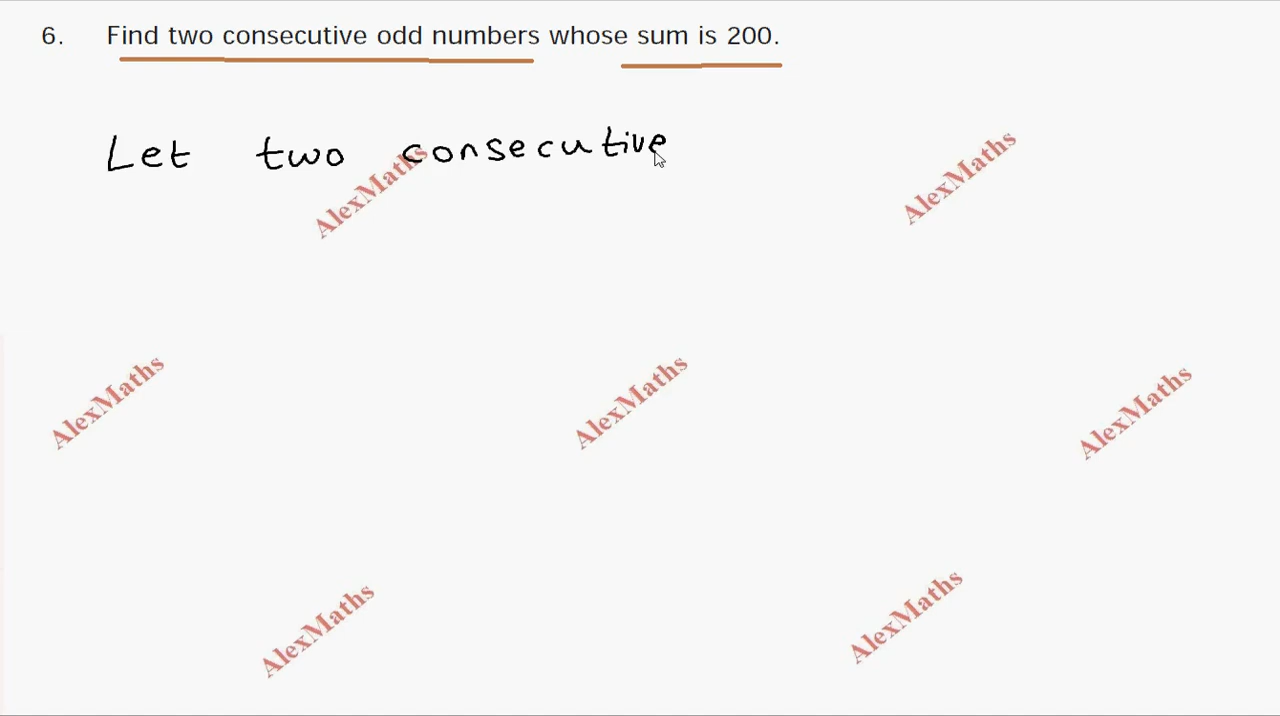 6. Find two consecutive odd numbers whose sum is 200.
Let two consecutive
AlexMaths
AlexMaths
AlexMaths
AlexMaths
AlexMaths
AlexMaths
AlexMaths